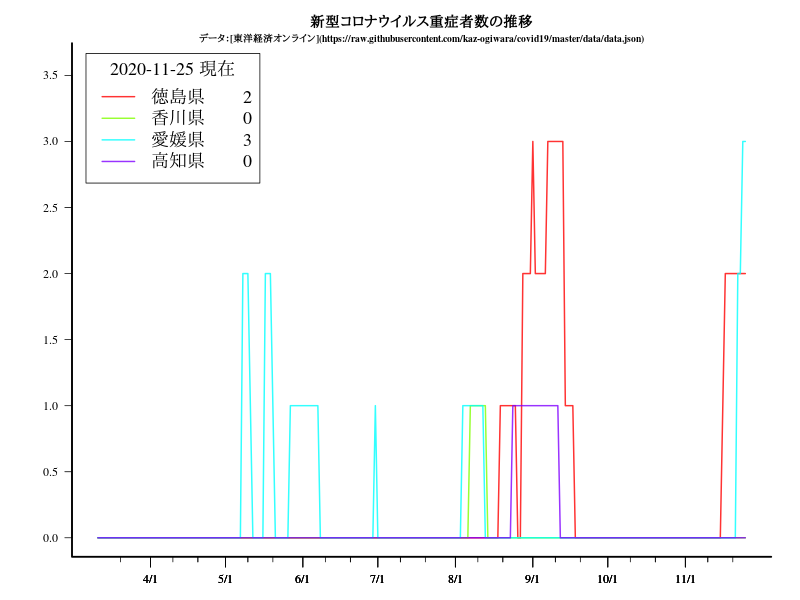 新型コロナウイルス重症者数の推移
データ:[東洋経済オンライン](https://raw.githubusercontent.com/kaz-ogiwara/covid19/master/data/data.json)
2020-11-25 現在
徳島県 2
香川県 0
愛媛県 3
高知県 0
3.5
3.0
2.5
2.0
1.5
1.0
0.5
0.0
4/1 5/1 6/1 7/1 8/1 9/1 10/1 11/1